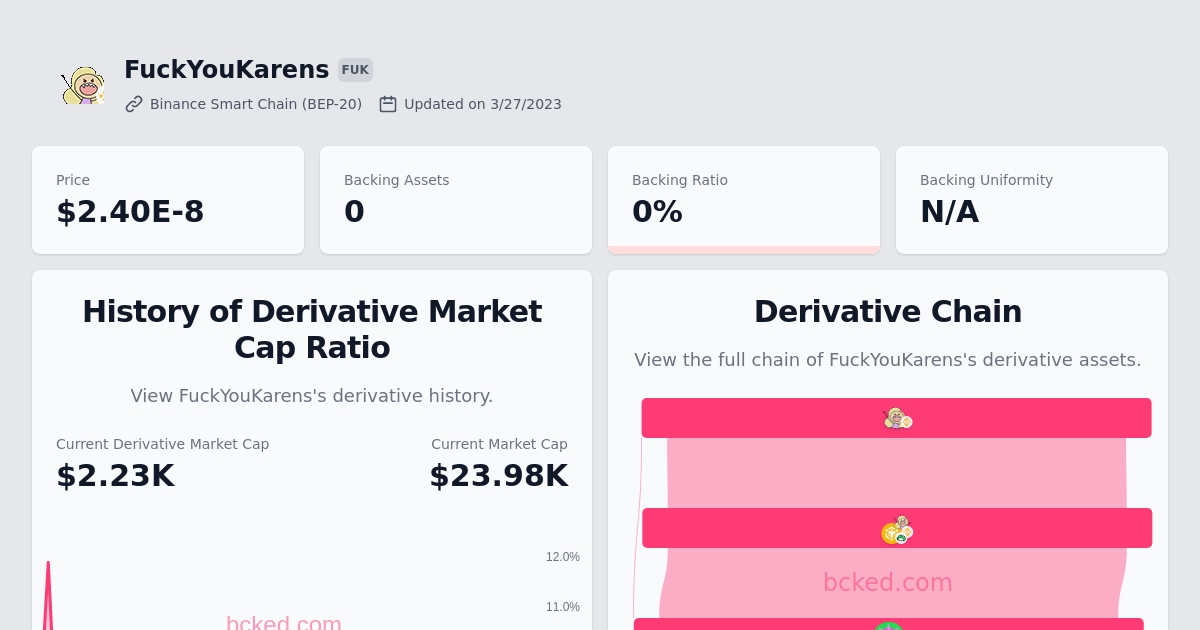 FuckYouKarens FUK
Binance Smart Chain (BEP-20) Updated on 3/27/2023
Price
$2.40E-8
Backing Assets
0
Backing Ratio
0%
Backing Uniformity
N/A
History of Derivative Market
Cap Ratio
View FuckYouKarens's derivative history.
Current Derivative Market Cap
$2.23K
Current Market Cap
$23.98K
12.0%
11.0%
bcked.com
Derivative Chain
View the full chain of FuckYouKarens's derivative assets.
bcked.com